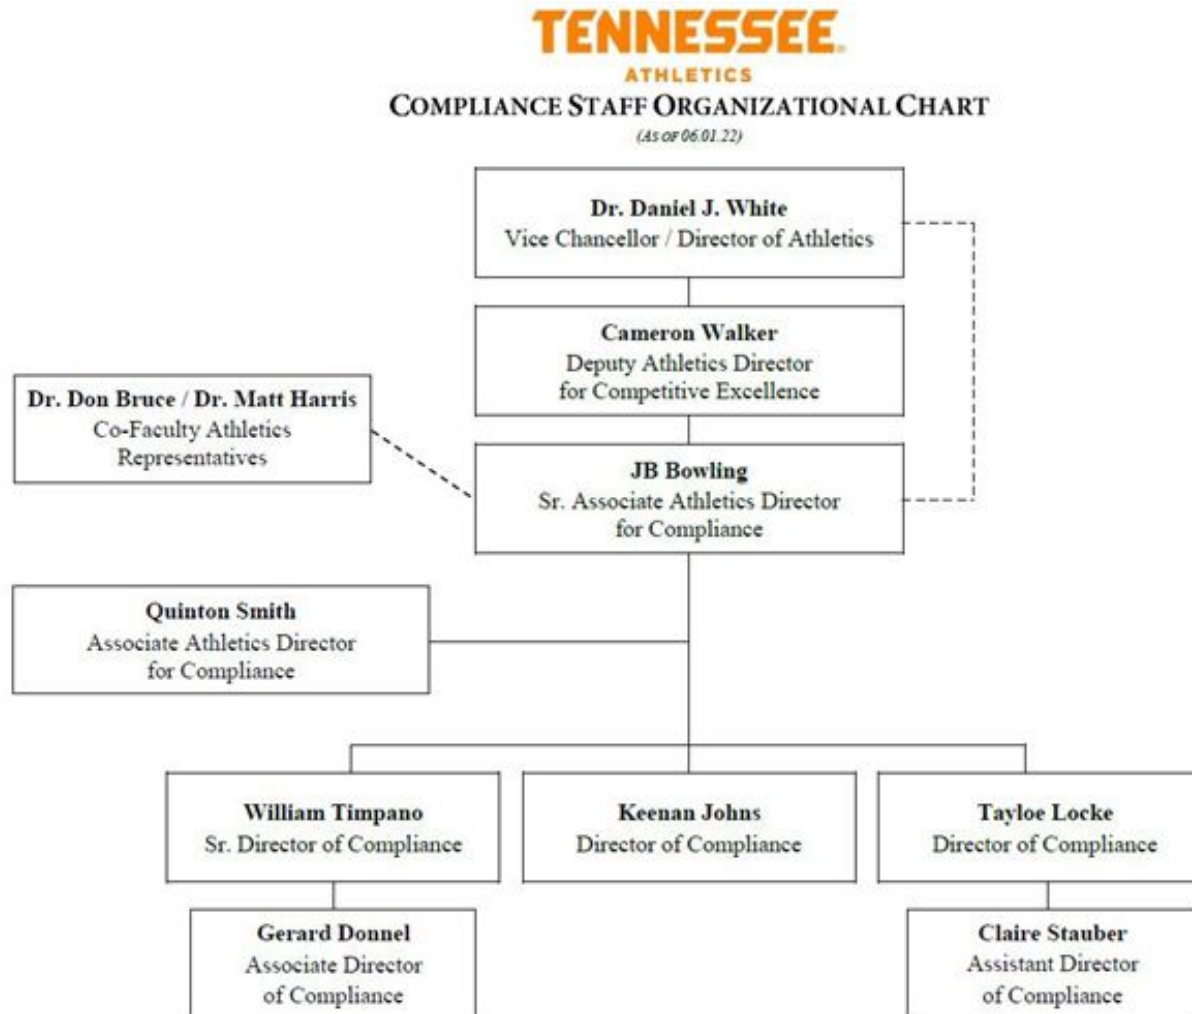 TENNESSEE
ATHLETICS
COMPLIANCE STAFF ORGANIZATIONAL CHART
(AS OF 06.01.22)
Dr. Daniel J. White
Vice Chancellor / Director of Athletics
Cameron Walker
Deputy Athletics Director
for Competitive Excellence
Dr. Don Bruce / Dr. Matt Harris
Co-Faculty Athletics
Representatives
JB Bowling
Sr. Associate Athletics Director
for Compliance
Quinton Smith
Associate Athletics Director
for Compliance
William Timpano
Sr. Director of Compliance
Keenan Johns
Director of Compliance
Tayloe Locke
Director of Compliance
Gerard Donnel
Associate Director
of Compliance
Claire Stauber
Assistant Director
of Compliance